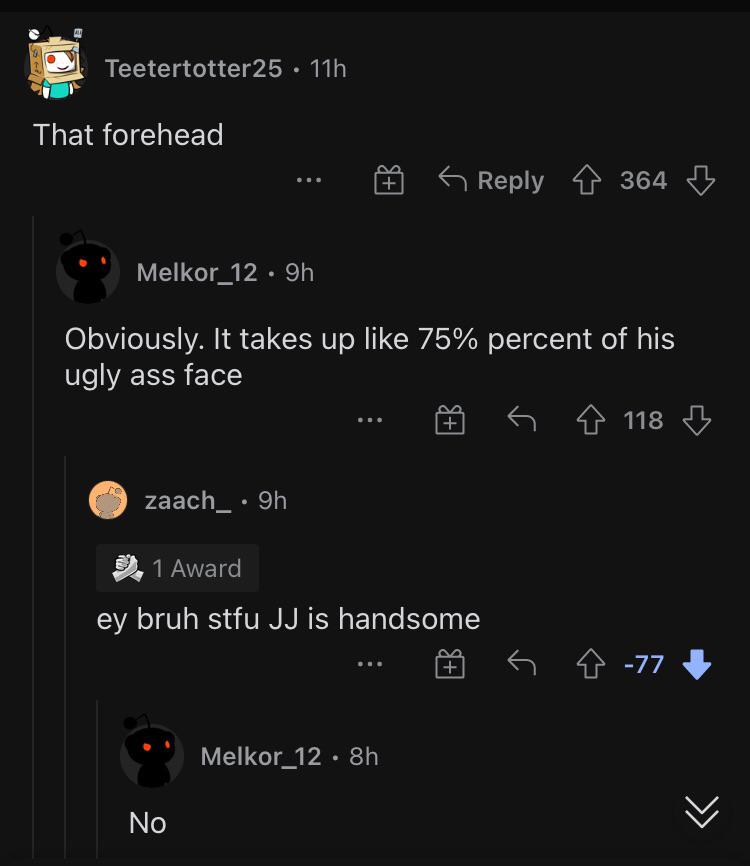 Teetertotter25 • 11h
That forehead
Reply 364
Melkor_12 • 9h
Obviously. It takes up like 75% percent of his
ugly ass face
118
zaach_ • 9h
1 Award
ey bruh stfu JJ is handsome
-77
Melkor_12 • 8h
No